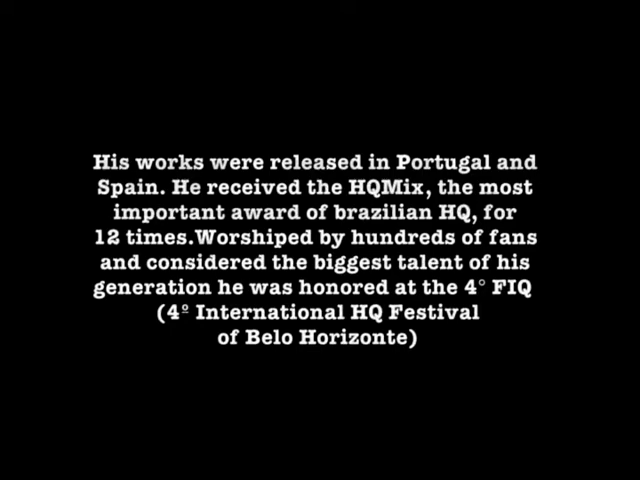 His works were released in Portugal and
Spain. He received the HQMix, the most
important award of brazilian HQ, for
12 times.Worshiped by hundreds of fans
and considered the biggest talent of his
generation he was honored at the 4° FIQ
(4º International HQ Festival
of Belo Horizonte)